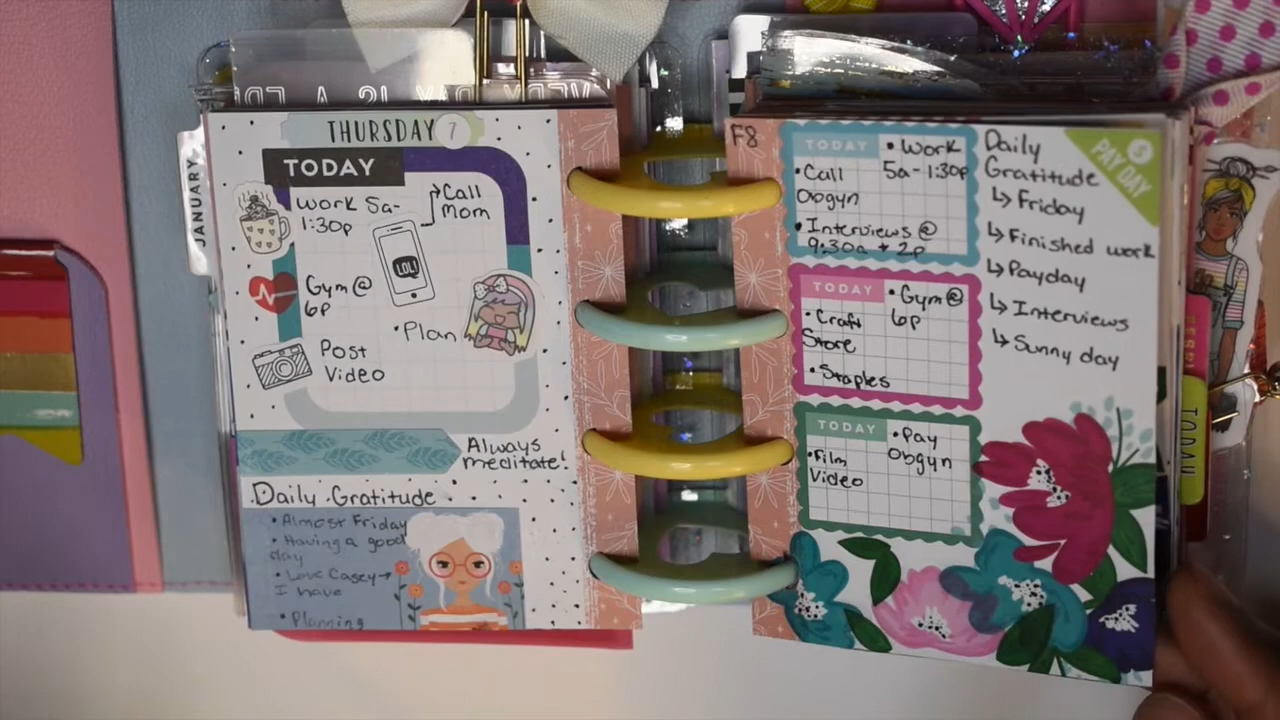 JANUARY
THURSDAY 7
TODAY
Work 5a-
1:30p
Call
Mom
LOL!
Gym @
6p
• Plan
Post
Video
Always
meditate!
Daily Gratitude
• Almost Friday
• Having a good
day
• Love Casey →
I have
• Planning
F8
TODAY
• Work
5a-1:30p
• Call
Obgyn
• Interviews @
9:30a + 2p
TODAY
• Gym @
6p
• Craft
Store
• Staples
TODAY
• Pay
Obgyn
• Film
Video
Daily
Gratitude
↳ Friday
↳ Finished work
↳ Payday
↳ Interviews
↳ Sunny day
$
PAY DAY
TODAY